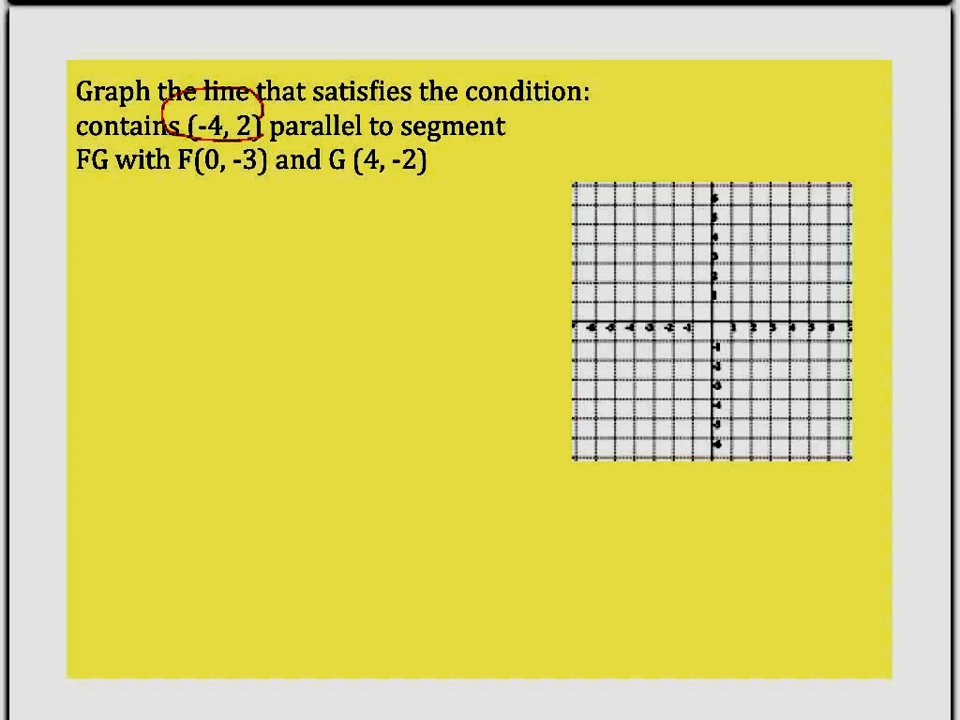 Graph the line that satisfies the condition:
contains (-4, 2) parallel to segment
FG with F(0, -3) and G (4, -2)